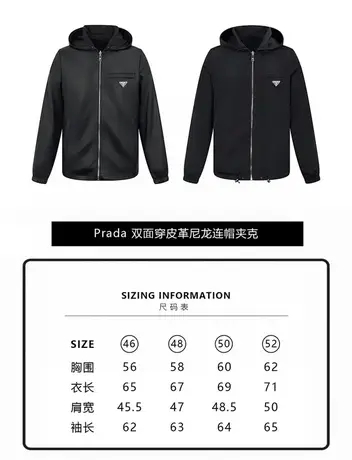 Prada 双面穿皮革尼龙连帽夹克
SIZING INFORMATION
尺码表
SIZE 46 48 50 52
胸围 56 58 60 62
衣长 65 67 69 71
肩宽 45.5 47 48.5 50
袖长 62 63 64 65